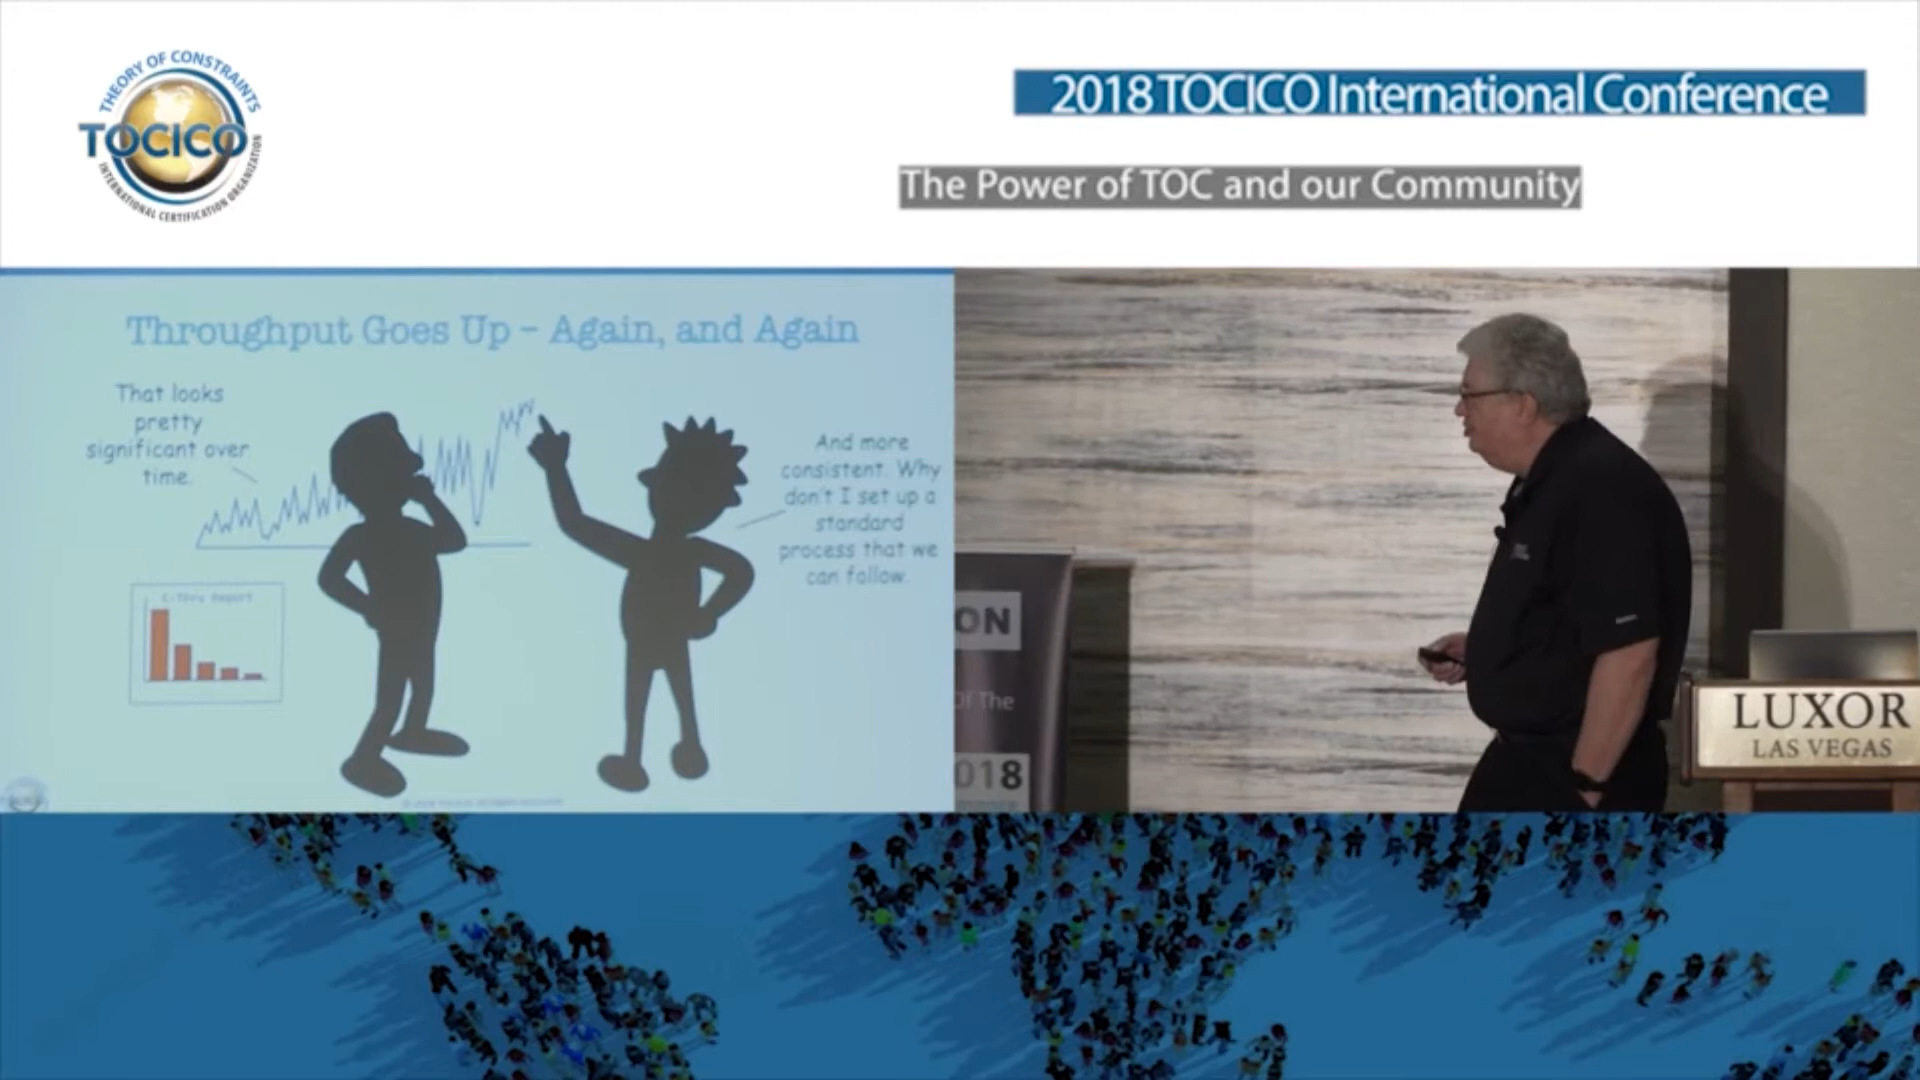 THEORY OF CONSTRAINTS
TOCICO
INTERNATIONAL CERTIFICATION ORGANIZATION
2018 TOCICO International Conference
The Power of TOC and our Community
Throughput Goes Up – Again, and Again
That looks
pretty
significant over
time.
And more
consistent. Why
don't I set up a
standard
process that we
can follow.
C-Thru Report
ON
Of The
018
LUXOR
LAS VEGAS